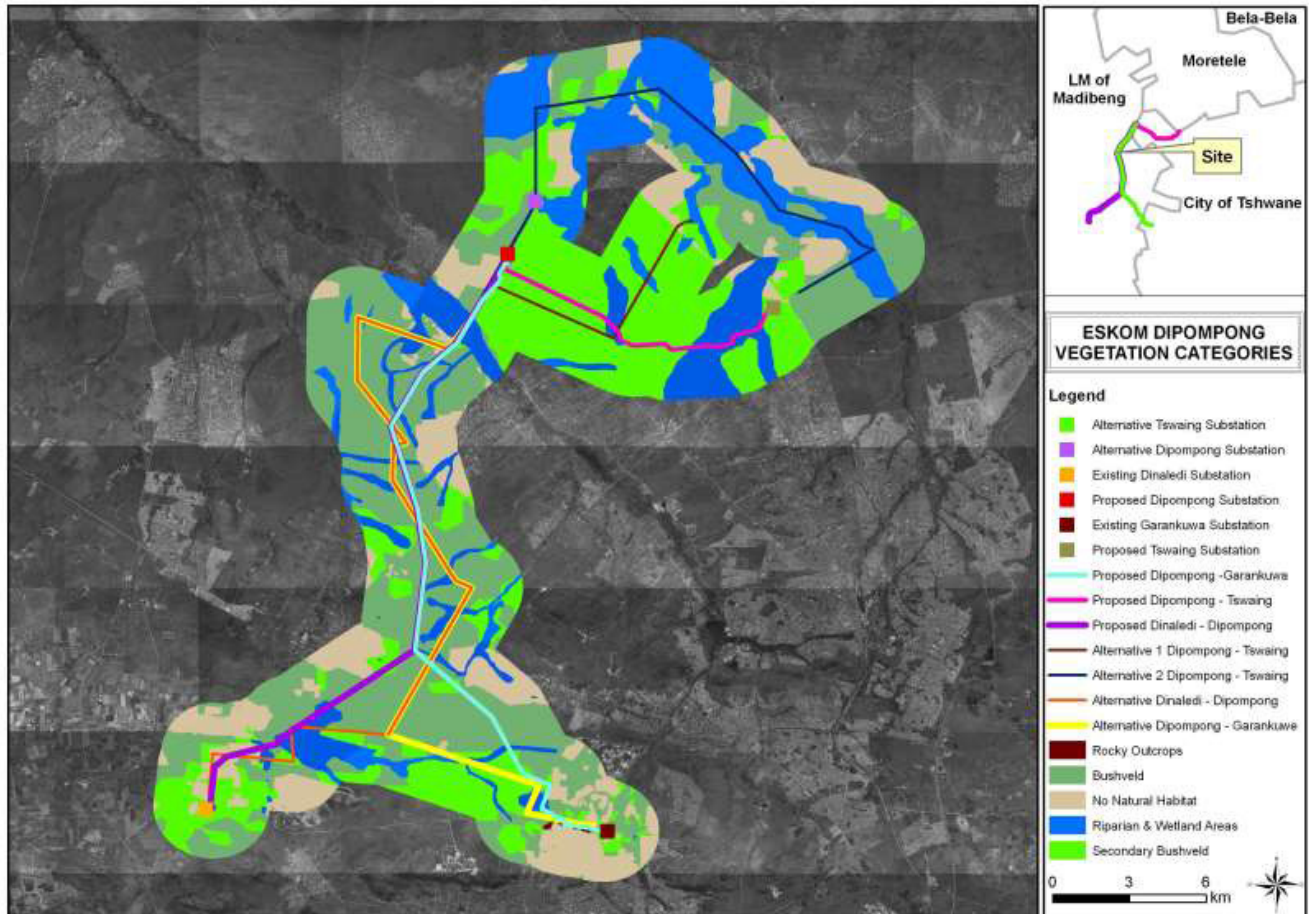 Bela-Bela
Moretele
LM of
Madibeng
Site
City of Tshwane
ESKOM DIPOMPONG
VEGETATION CATEGORIES
Legend
Alternative Tswaing Substation
Alternative Dipompong Substation
Existing Dinaledi Substation
Proposed Dipompong Substation
Existing Garankuwa Substation
Proposed Tswaing Substation
Proposed Dipompong -Garankuwa
Proposed Dipompong - Tswaing
Proposed Dinaledi - Dipompong
Alternative 1 Dipompong - Tswaing
Alternative 2 Dipompong - Tswaing
Alternative Dinaledi - Dipompong
Alternative Dipompong - Garankuwe
Rocky Outcrops
Bushveld
No Natural Habitat
Riparian & Wetland Areas
Secondary Bushveld
0 3 6
km